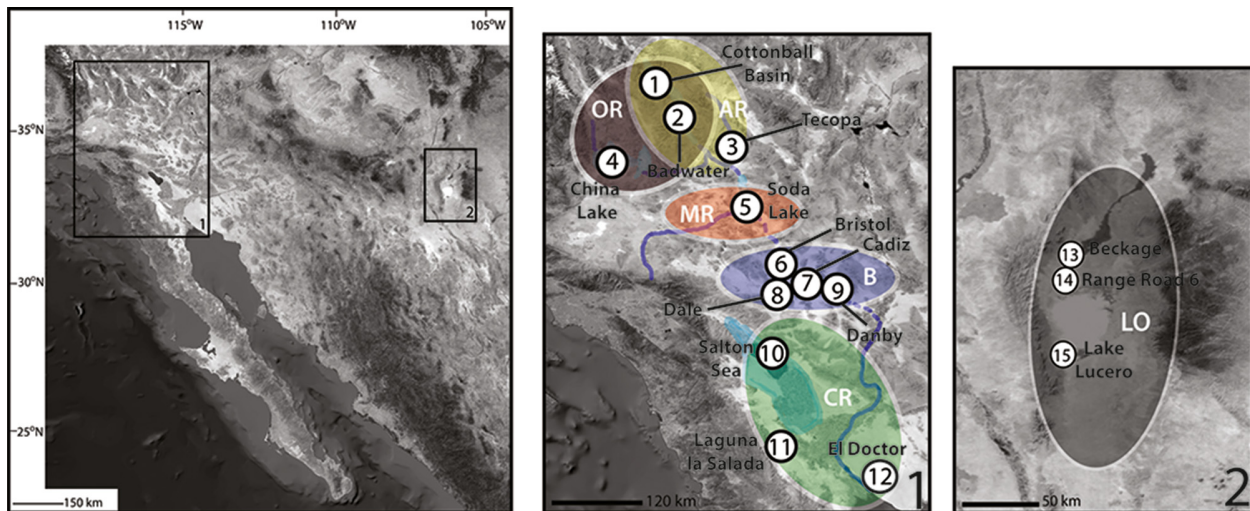 115°W
110°W
105°W
35°N
30°N
25°N
1
2
150 km
Cottonball
Basin
1
OR
AR
2
3
Tecopa
4
Badwater
China
Lake
Soda
Lake
5
MR
Bristol
Cadiz
6
7
9
B
8
Dale
Danby
Salton
Sea
10
CR
Laguna
la Salada
11
El Doctor
12
120 km
1
13
Beckage
14
Range Road 6
LO
15
Lake
Lucero
50 km
2